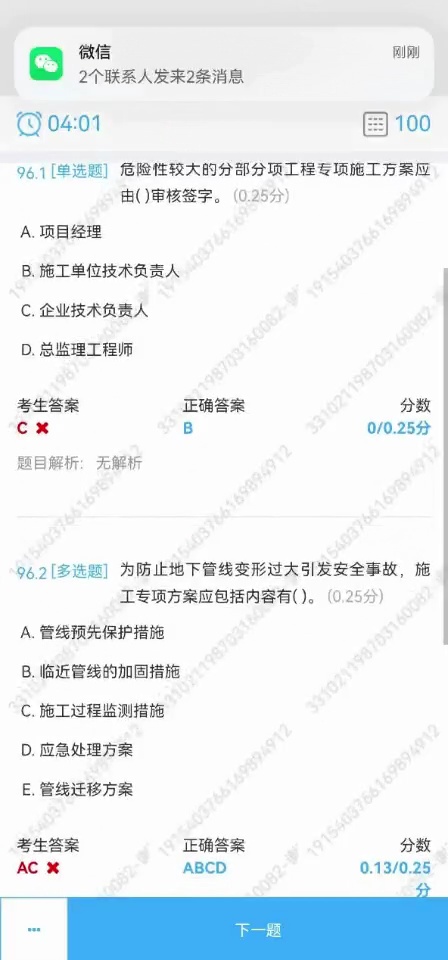 微信
刚刚
2个联系人发来2条消息
04:01
100
96.1 [单选题] 危险性较大的分部分项工程专项施工方案应
由( )审核签字。 (0.25分)
A. 项目经理
B. 施工单位技术负责人
C. 企业技术负责人
D. 总监理工程师
考生答案 正确答案 分数
C ✖ B 0/0.25分
题目解析: 无解析
96.2 [多选题] 为防止地下管线变形过大引发安全事故，施
工专项方案应包括内容有( )。 (0.25分)
A. 管线预先保护措施
B. 临近管线的加固措施
C. 施工过程监测措施
D. 应急处理方案
E. 管线迁移方案
考生答案 正确答案 分数
AC ✖ ABCD 0.13/0.25
分
... 下一题